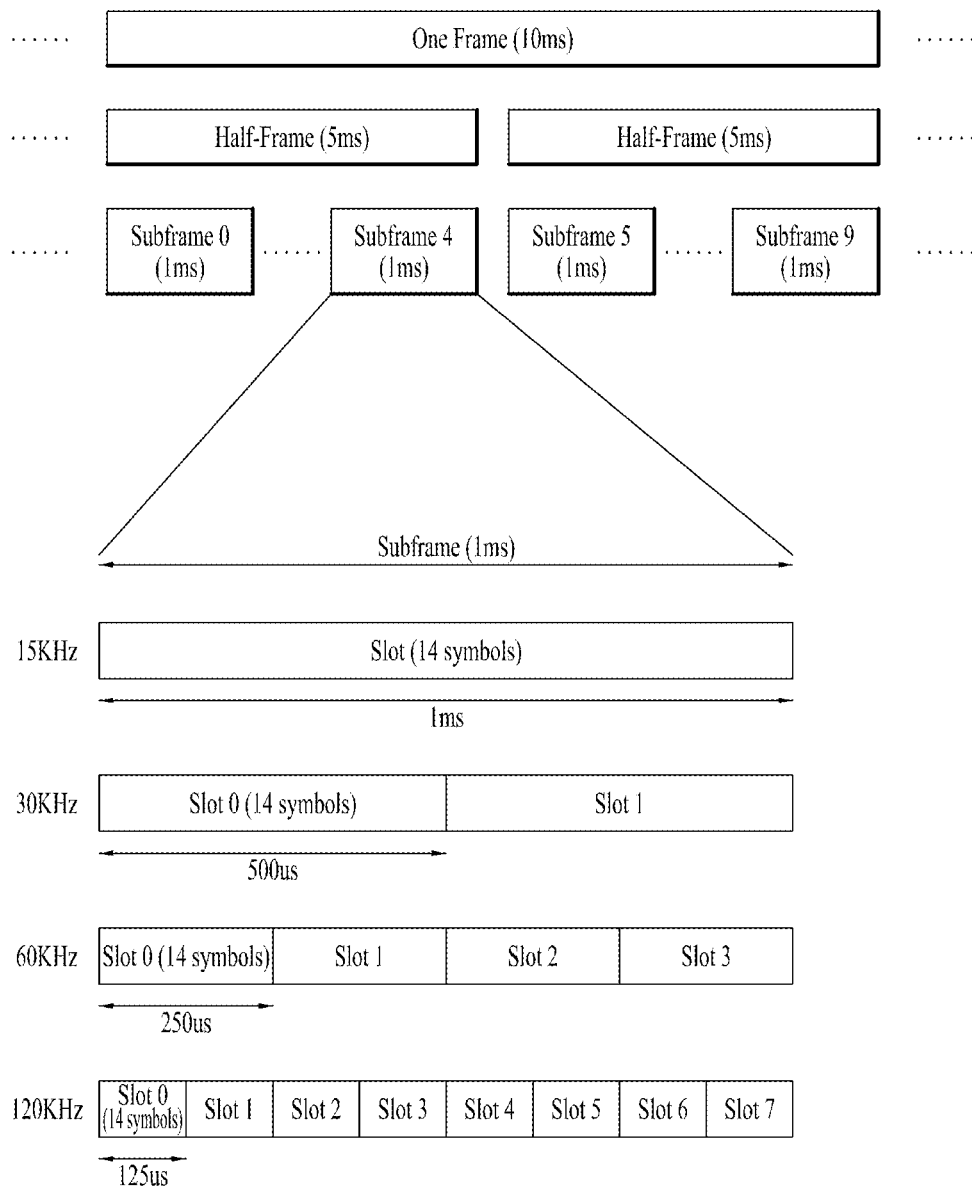 ...... One Frame (10ms) ......
...... Half-Frame (5ms) Half-Frame (5ms) ......
...... Subframe 0 (1ms) ...... Subframe 4 (1ms) Subframe 5 (1ms) ...... Subframe 9 (1ms) ......
Subframe (1ms)
15KHz Slot (14 symbols)
1ms
30KHz Slot 0 (14 symbols) Slot 1
500us
60KHz Slot 0 (14 symbols) Slot 1 Slot 2 Slot 3
250us
120KHz Slot 0 (14 symbols) Slot 1 Slot 2 Slot 3 Slot 4 Slot 5 Slot 6 Slot 7
125us